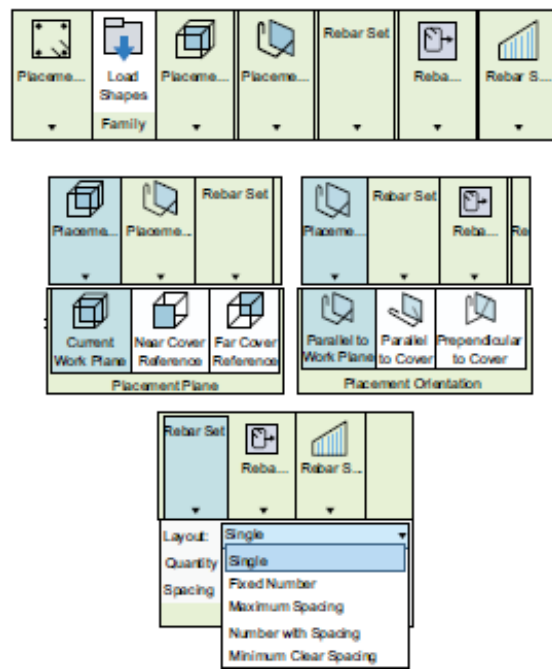 Placeme...
Load
Shapes
Family
Placeme...
Placeme...
Rebar Set
Reba...
Rebar S...
Placeme...
Placeme...
Rebar Set
Placeme...
Rebar Set
Reba...
Re
Current
Work Plane
Near Cover
Reference
Far Cover
Reference
Placement Plane
Parallel to
Work Plane
Parallel
to Cover
Prependicular
to Cover
Placement Orientation
Rebar Set
Reba...
Rebar S...
Layout: Single
Quantity Single
Fixed Number
Spacing
Maximum Spacing
Number with Spacing
Minimum Clear Spacing